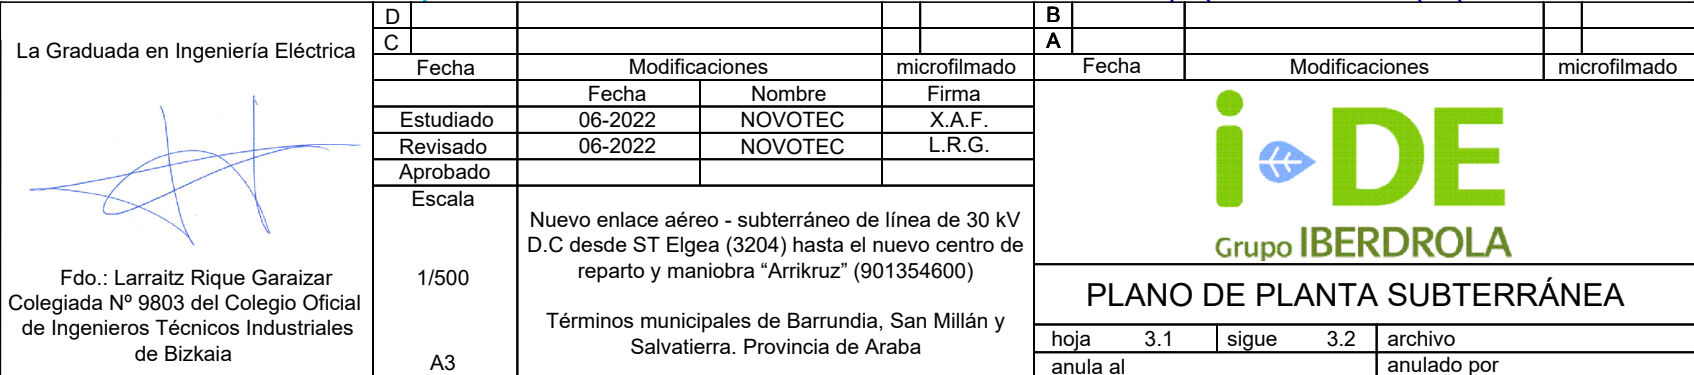 La Graduada en Ingeniería Eléctrica
Fdo.: Larraitz Rique Garaizar
Colegiada Nº 9803 del Colegio Oficial
de Ingenieros Técnicos Industriales
de Bizkaia
D
C
Fecha Modificaciones microfilmado
Fecha Nombre Firma
Estudiado 06-2022 NOVOTEC X.A.F.
Revisado 06-2022 NOVOTEC L.R.G.
Aprobado
Escala
1/500
A3
Nuevo enlace aéreo - subterráneo de línea de 30 kV
D.C desde ST Elgea (3204) hasta el nuevo centro de
reparto y maniobra “Arrikruz” (901354600)
Términos municipales de Barrundia, San Millán y
Salvatierra. Provincia de Araba
B
A
Fecha Modificaciones microfilmado
i DE
Grupo IBERDROLA
PLANO DE PLANTA SUBTERRÁNEA
hoja 3.1 sigue 3.2 archivo
anula al anulado por